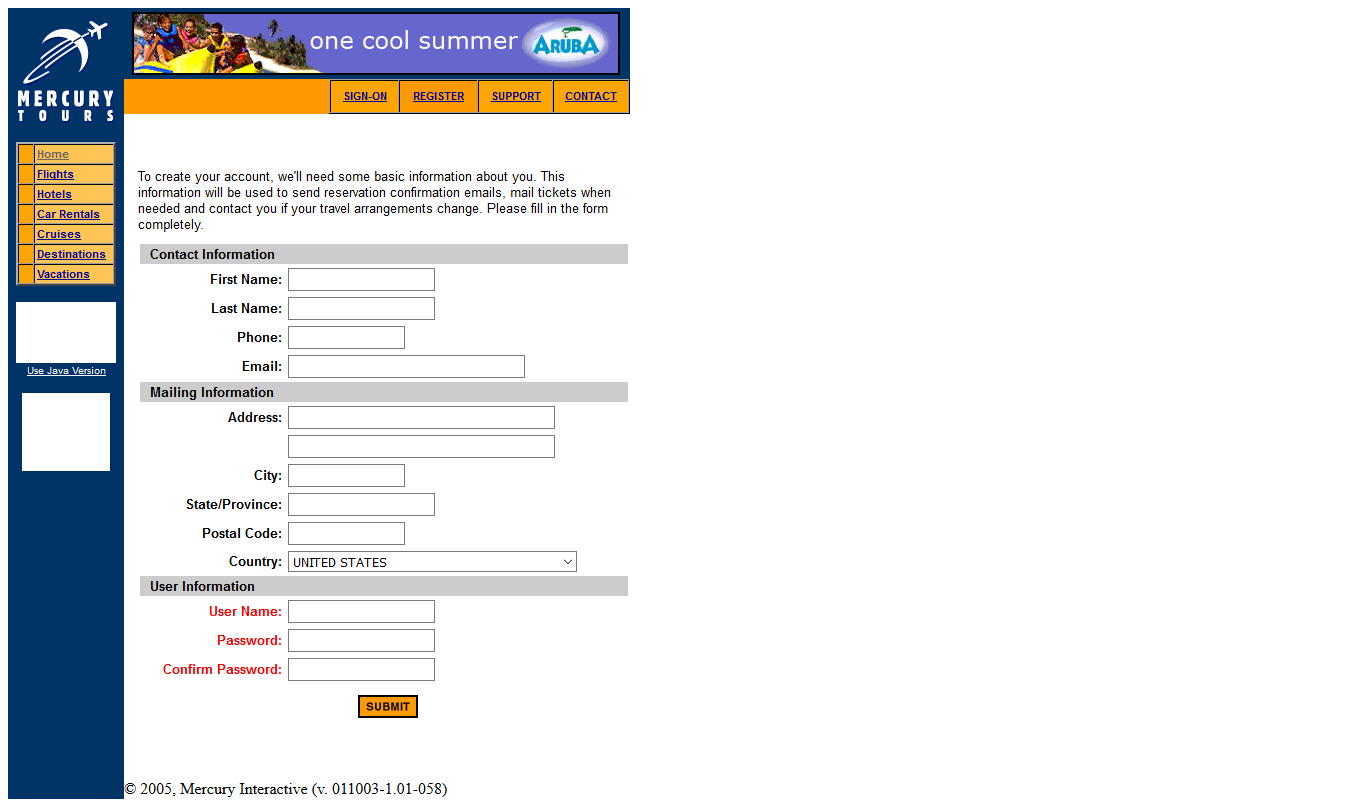 one cool summer ARUBA
MERCURY
TOURS
SIGN-ON REGISTER SUPPORT CONTACT
Home
Flights
Hotels
Car Rentals
Cruises
Destinations
Vacations
Use Java Version
To create your account, we'll need some basic information about you. This
information will be used to send reservation confirmation emails, mail tickets when
needed and contact you if your travel arrangements change. Please fill in the form
completely.
Contact Information
First Name:
Last Name:
Phone:
Email:
Mailing Information
Address:
City:
State/Province:
Postal Code:
Country: UNITED STATES
User Information
User Name:
Password:
Confirm Password:
SUBMIT
© 2005, Mercury Interactive (v. 011003-1.01-058)